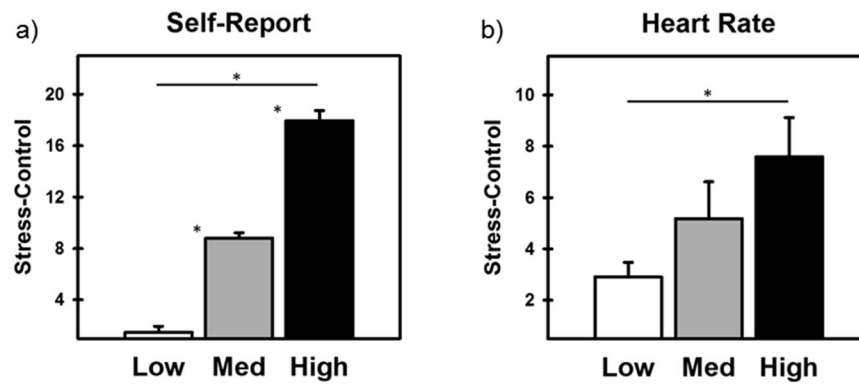 a)
Self-Report
Stress-Control
20
16
12
8
4
*
*
*
Low Med High
b)
Heart Rate
Stress-Control
10
8
6
4
2
*
Low Med High